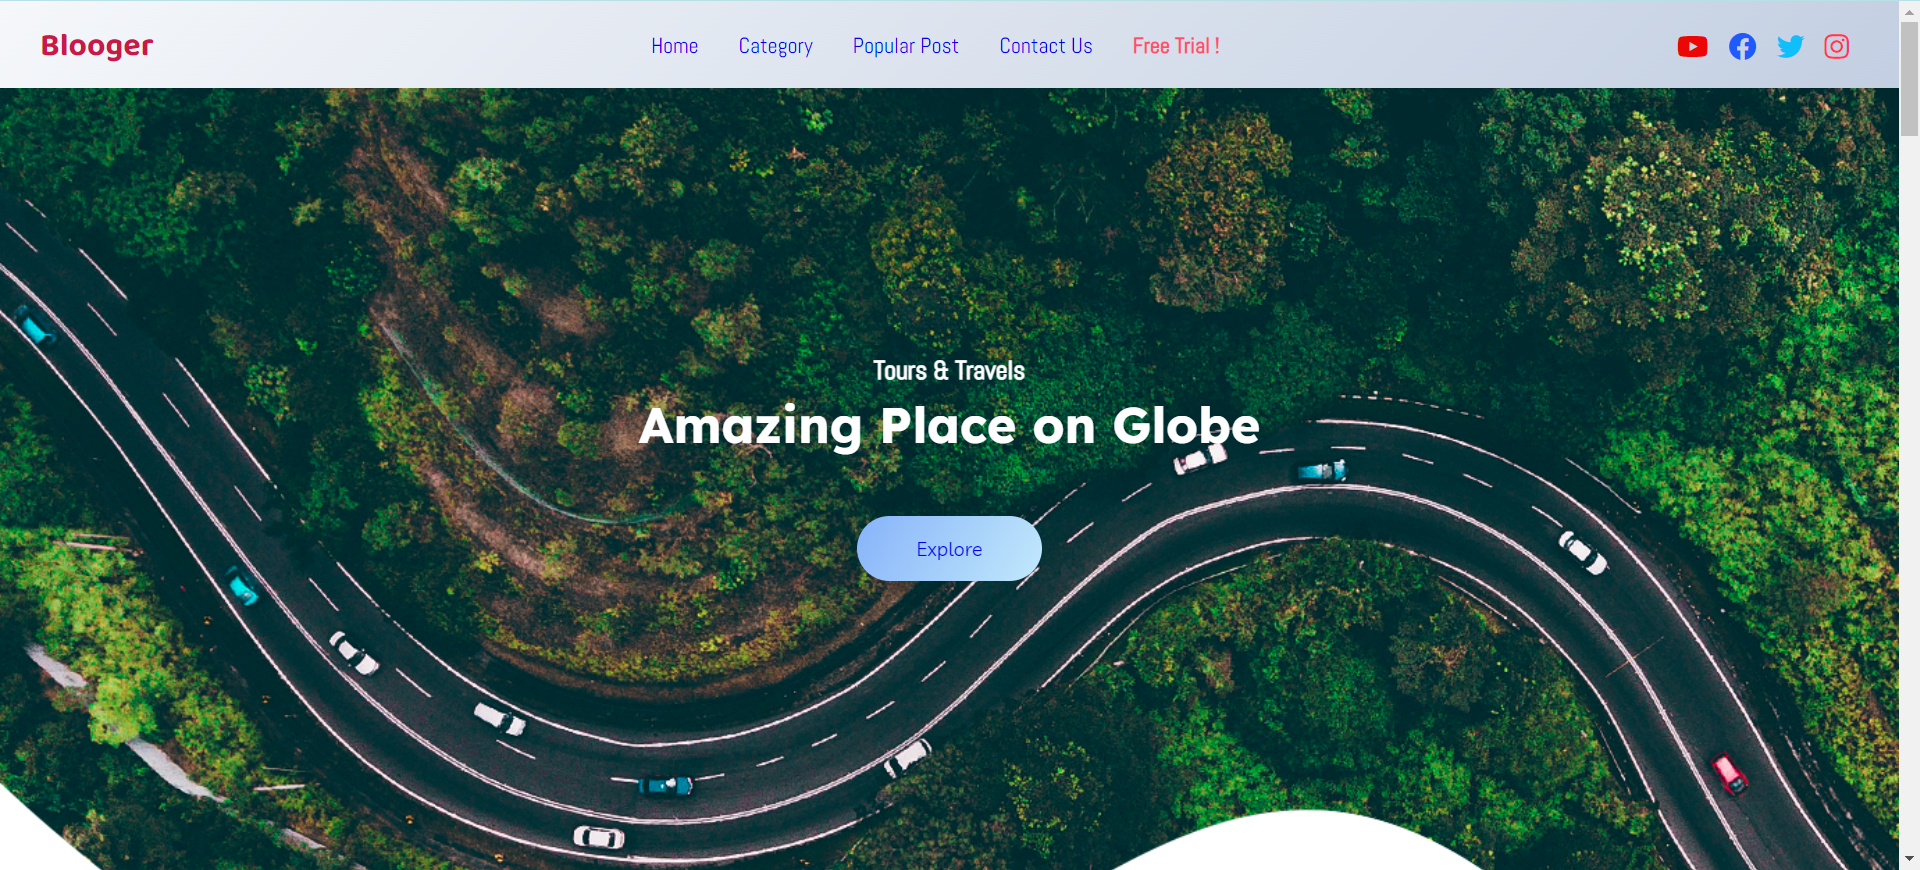 Blooger
Home Category Popular Post Contact Us Free Trial !
Tours & Travels
Amazing Place on Globe
Explore